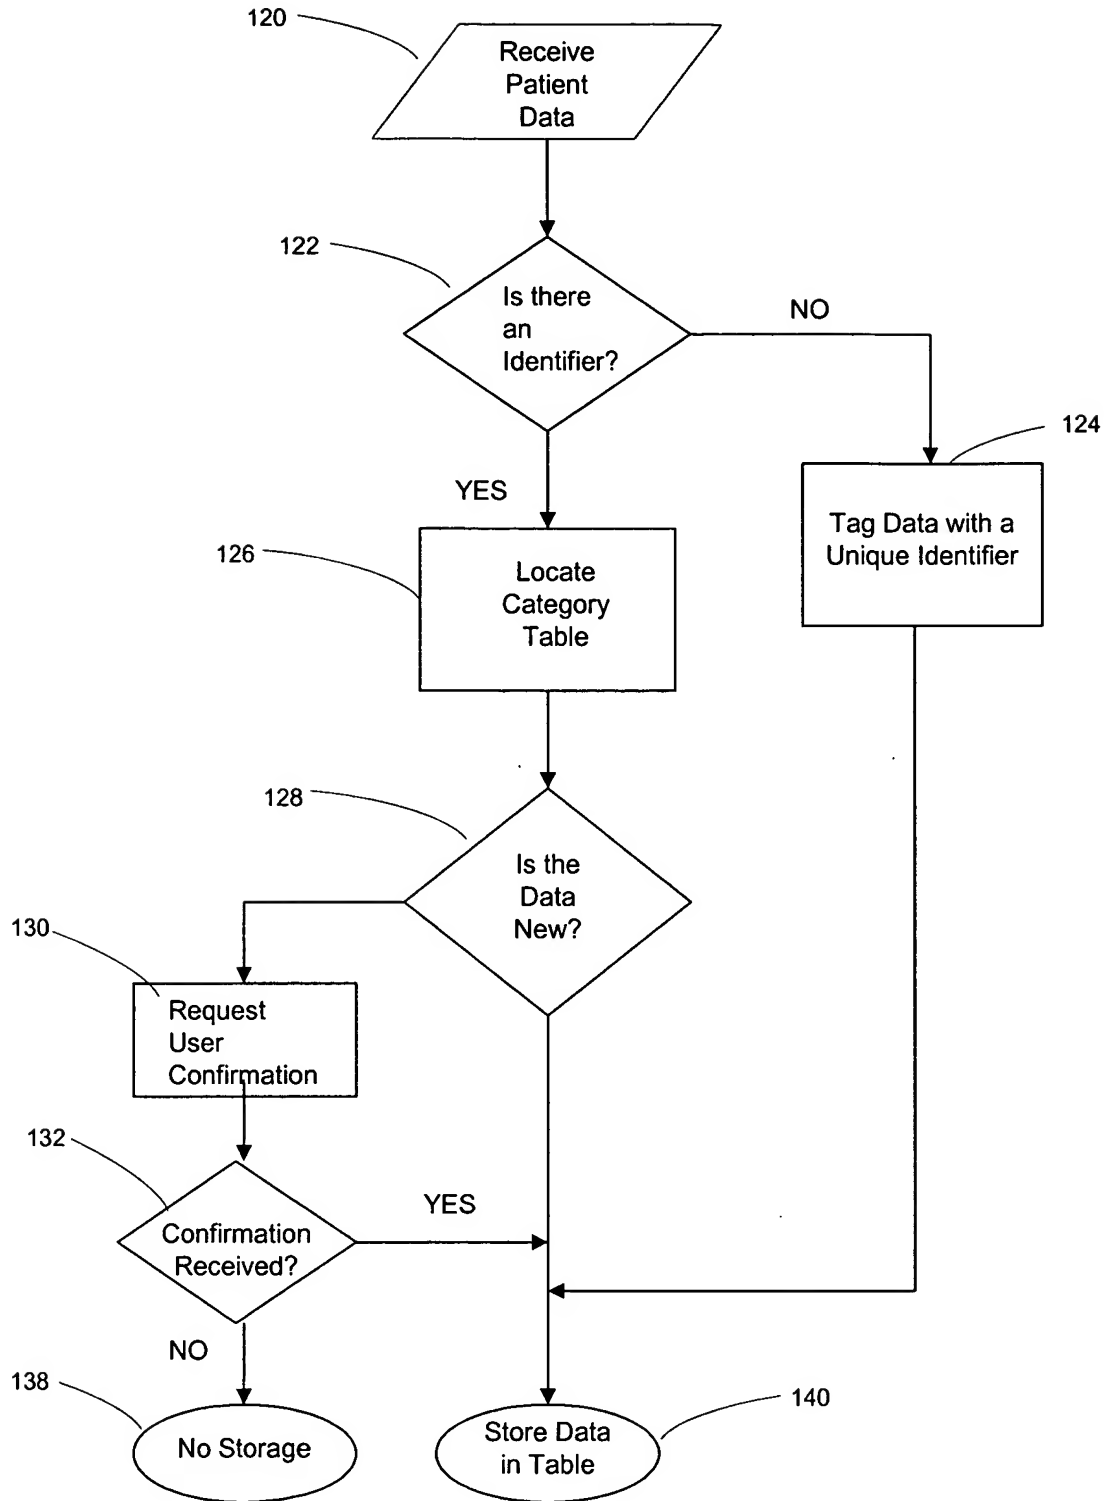 120
Receive
Patient
Data
122
Is there
an
Identifier?
NO
124
Tag Data with a
Unique Identifier
YES
126
Locate
Category
Table
128
Is the
Data
New?
130
Request
User
Confirmation
132
Confirmation
Received?
YES
NO
138
No Storage
140
Store Data
in Table